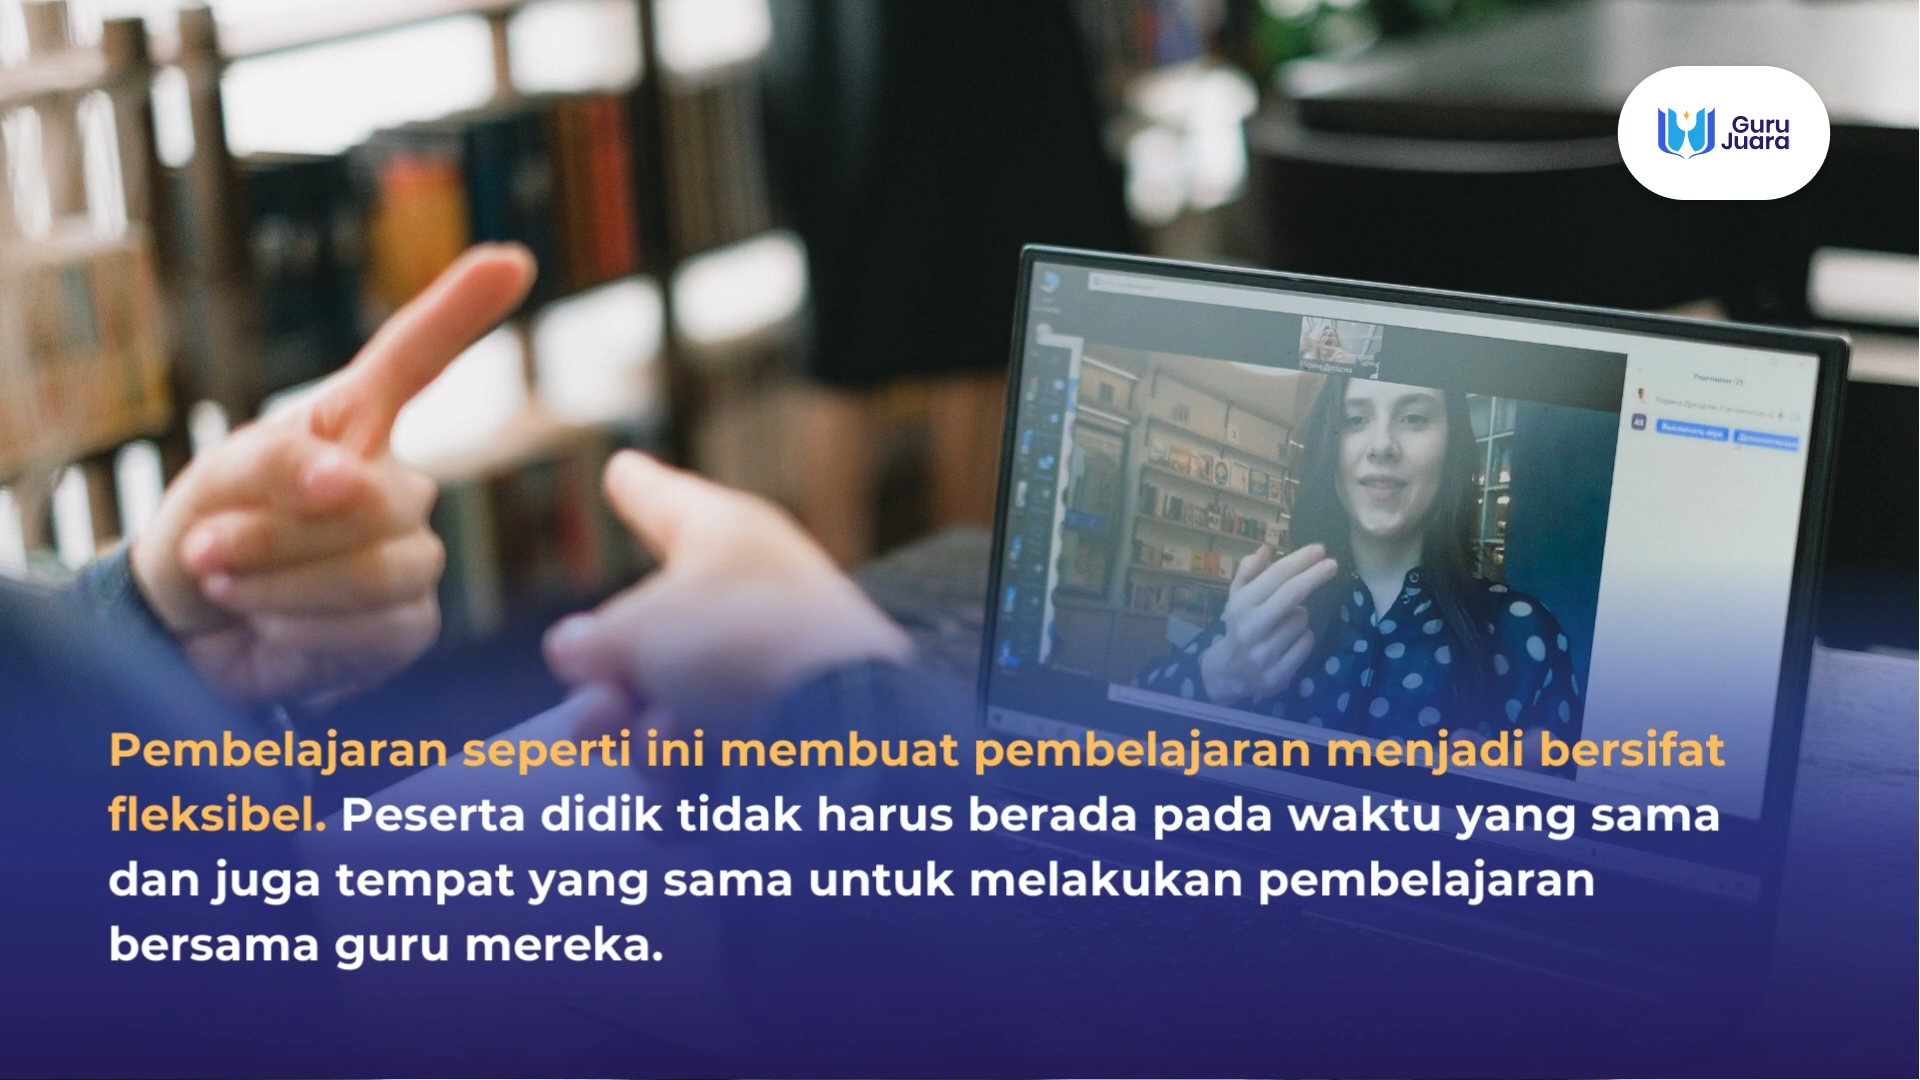 Guru
Juara
Pembelajaran seperti ini membuat pembelajaran menjadi bersifat
fleksibel. Peserta didik tidak harus berada pada waktu yang sama
dan juga tempat yang sama untuk melakukan pembelajaran
bersama guru mereka.